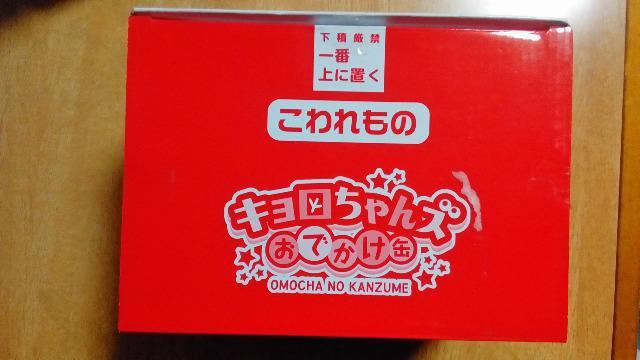 下積厳禁
一番
上に置く
こわれもの
キョロちゃんズ
おでかけ缶
OMOCHA NO KANZUME